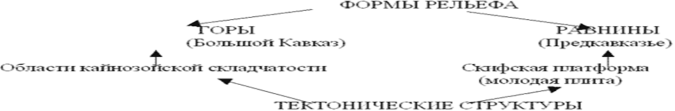 ФОРМЫ РЕЛЬЕФА
ГОРЫ РАВНИНЫ
(Большой Кавказ) (Предкавказье)
Области кайнозойской складчатости Скифская платформа
(молодая плита)
ТЕКТОНИЧЕСКИЕ СТРУКТУРЫ